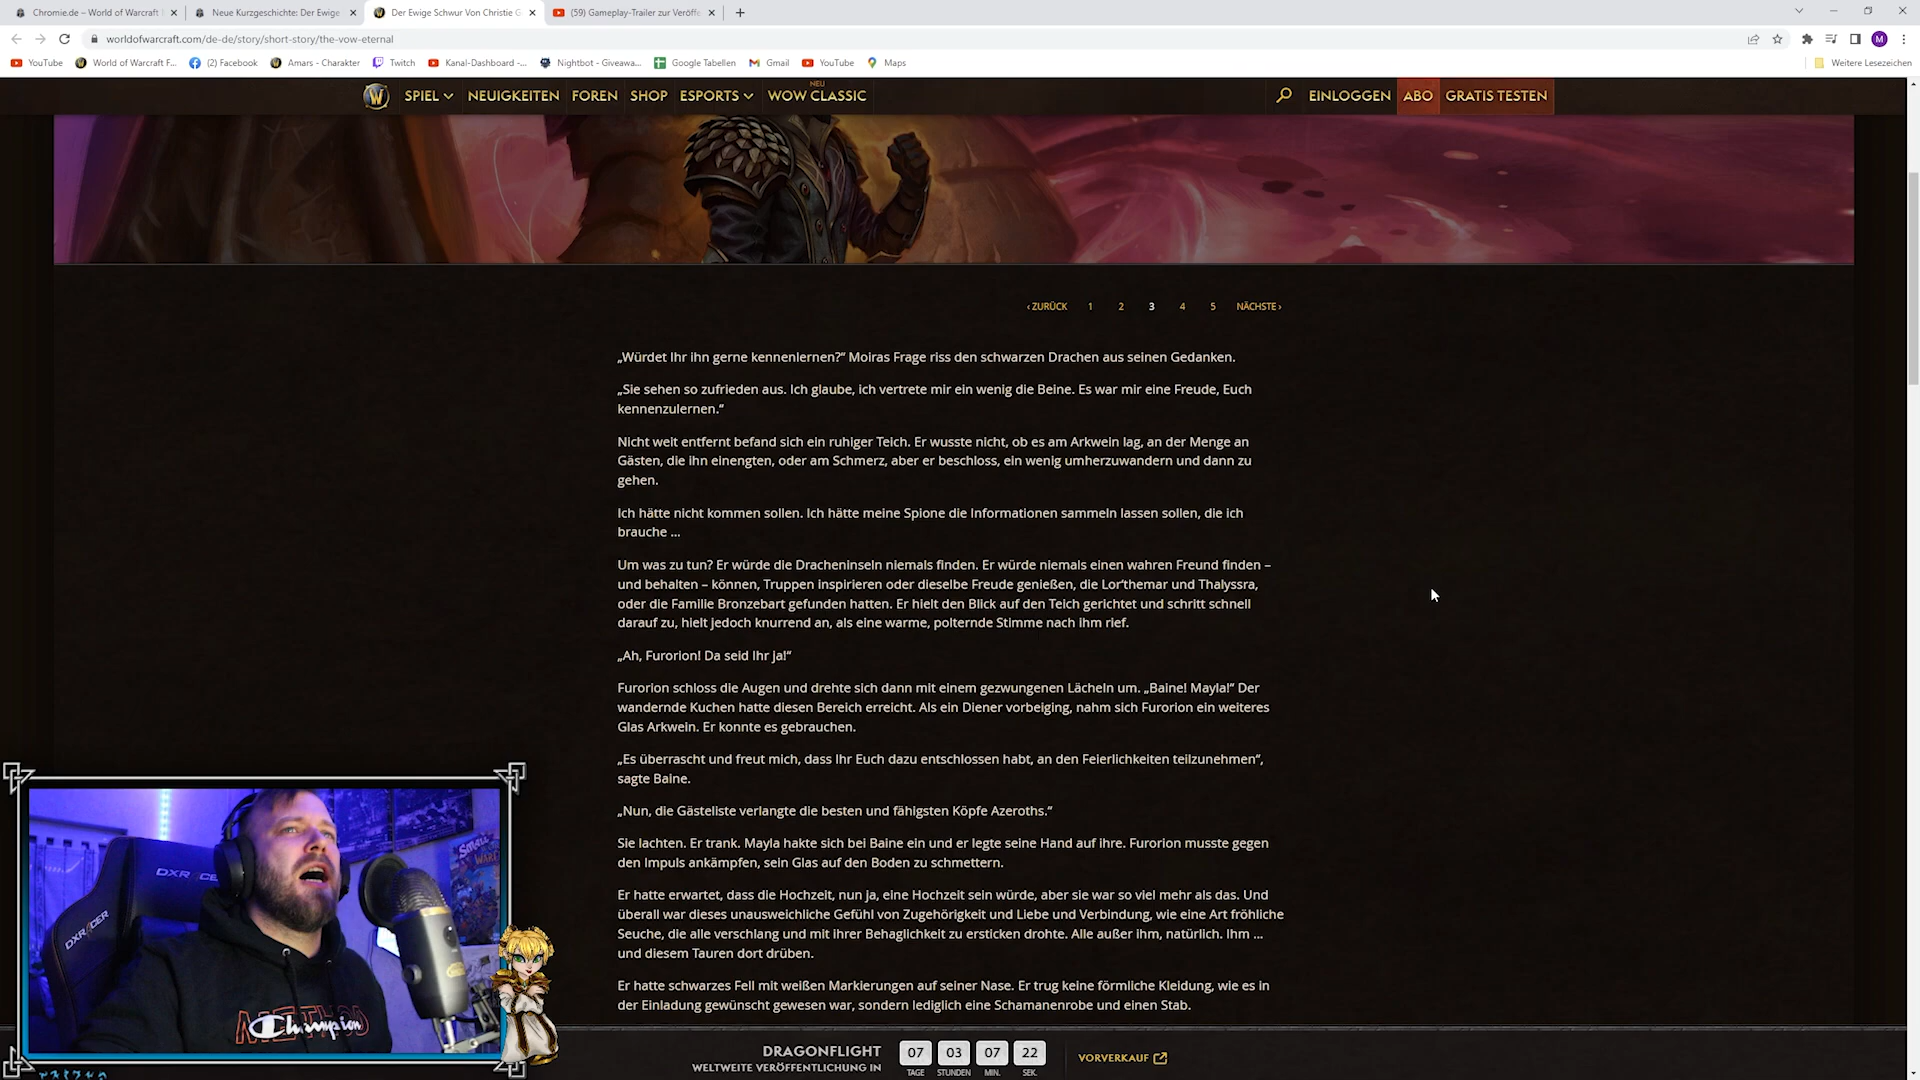 Chromie.de – World of Warcraft
Neue Kurzgeschichte: Der Ewige
Der Ewige Schwur Von Christie G
(59) Gameplay-Trailer zur Veröffe
worldofwarcraft.com/de-de/story/short-story/the-vow-eternal
M
YouTube
World of Warcraft F...
(2) Facebook
Amars - Charakter
Twitch
Kanal-Dashboard -...
Nightbot - Giveawa...
Google Tabellen
Gmail
YouTube
Maps
Weitere Lesezeichen
W
SPIEL
NEUIGKEITEN
FOREN
SHOP
ESPORTS
NEU
WOW CLASSIC
EINLOGGEN
ABO
GRATIS TESTEN
‹ ZURÜCK 1 2 3 4 5 NÄCHSTE ›
„Würdet Ihr ihn gerne kennenlernen?“ Moiras Frage riss den schwarzen Drachen aus seinen Gedanken.
„Sie sehen so zufrieden aus. Ich glaube, ich vertrete mir ein wenig die Beine. Es war mir eine Freude, Euch
kennenzulernen.“
Nicht weit entfernt befand sich ein ruhiger Teich. Er wusste nicht, ob es am Arkwein lag, an der Menge an
Gästen, die ihn einengten, oder am Schmerz, aber er beschloss, ein wenig umherzuwandern und dann zu
gehen.
Ich hätte nicht kommen sollen. Ich hätte meine Spione die Informationen sammeln lassen sollen, die ich
brauche ...
Um was zu tun? Er würde die Dracheninseln niemals finden. Er würde niemals einen wahren Freund finden –
und behalten – können, Truppen inspirieren oder dieselbe Freude genießen, die Lor'themar und Thalyssra,
oder die Familie Bronzebart gefunden hatten. Er hielt den Blick auf den Teich gerichtet und schritt schnell
darauf zu, hielt jedoch knurrend an, als eine warme, polternde Stimme nach ihm rief.
„Ah, Furorion! Da seid Ihr ja!“
Furorion schloss die Augen und drehte sich dann mit einem gezwungenen Lächeln um. „Baine! Mayla!“ Der
wandernde Kuchen hatte diesen Bereich erreicht. Als ein Diener vorbeiging, nahm sich Furorion ein weiteres
Glas Arkwein. Er konnte es gebrauchen.
„Es überrascht und freut mich, dass Ihr Euch dazu entschlossen habt, an den Feierlichkeiten teilzunehmen“,
sagte Baine.
„Nun, die Gästeliste verlangte die besten und fähigsten Köpfe Azeroths.“
Sie lachten. Er trank. Mayla hakte sich bei Baine ein und er legte seine Hand auf ihre. Furorion musste gegen
den Impuls ankämpfen, sein Glas auf den Boden zu schmettern.
Er hatte erwartet, dass die Hochzeit, nun ja, eine Hochzeit sein würde, aber sie war so viel mehr als das. Und
überall war dieses unausweichliche Gefühl von Zugehörigkeit und Liebe und Verbindung, wie eine Art fröhliche
Seuche, die alle verschlang und mit ihrer Behaglichkeit zu ersticken drohte. Alle außer ihm, natürlich. Ihm ...
und diesem Tauren dort drüben.
Er hatte schwarzes Fell mit weißen Markierungen auf seiner Nase. Er trug keine förmliche Kleidung, wie es in
der Einladung gewünscht gewesen war, sondern lediglich eine Schamanenrobe und einen Stab.
DXRACER
DXRACER
SMALL
METHOD
Champion
DRAGONFLIGHT
WELTWEITE VERÖFFENTLICHUNG IN
07 03 07 22
TAGE STUNDEN MIN. SEK.
VORVERKAUF